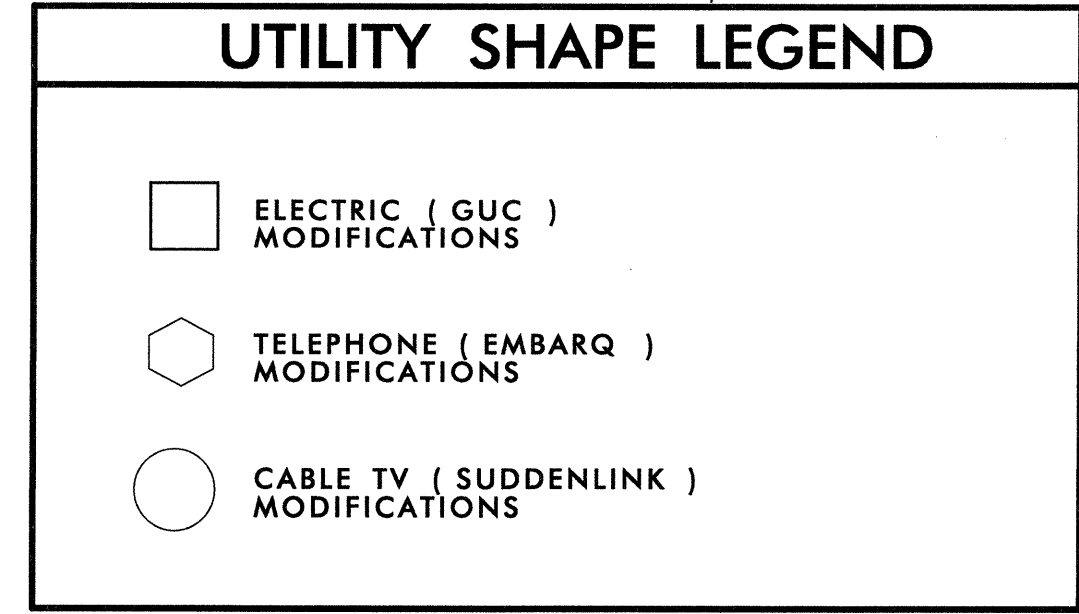 UTILITY SHAPE LEGEND
ELECTRIC ( GUC )
MODIFICATIONS
TELEPHONE ( EMBARQ )
MODIFICATIONS
CABLE TV ( SUDDENLINK )
MODIFICATIONS